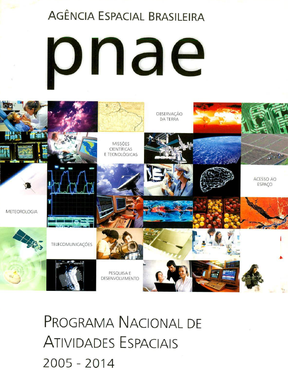 AGÊNCIA ESPACIAL BRASILEIRA
pnae
OBSERVAÇÃO
DA TERRA
MISSÕES
CIENTÍFICAS
E TECNOLÓGICAS
ACESSO AO
ESPAÇO
METEOROLOGIA
TELECOMUNICAÇÕES
PESQUISA E
DESENVOLVIMENTO
PROGRAMA NACIONAL DE
ATIVIDADES ESPACIAIS
2005 - 2014